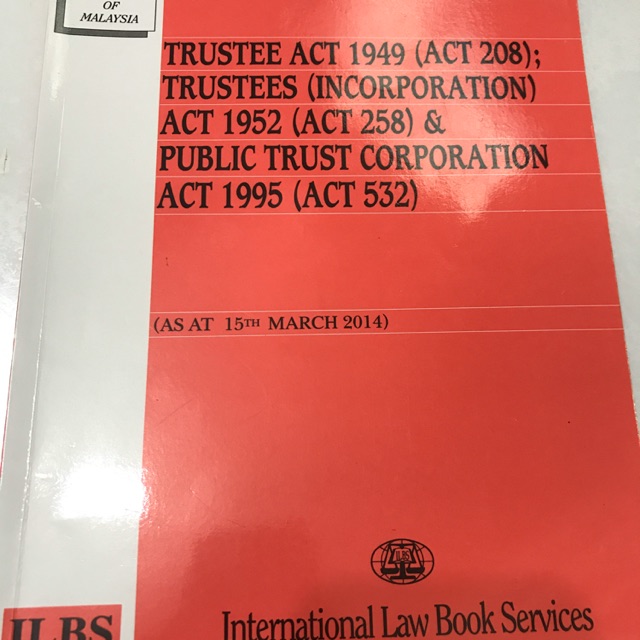 OF
MALAYSIA
TRUSTEE ACT 1949 (ACT 208);
TRUSTEES (INCORPORATION)
ACT 1952 (ACT 258) &
PUBLIC TRUST CORPORATION
ACT 1995 (ACT 532)
(AS AT 15TH MARCH 2014)
ILBS
International Law Book Services
ILBS